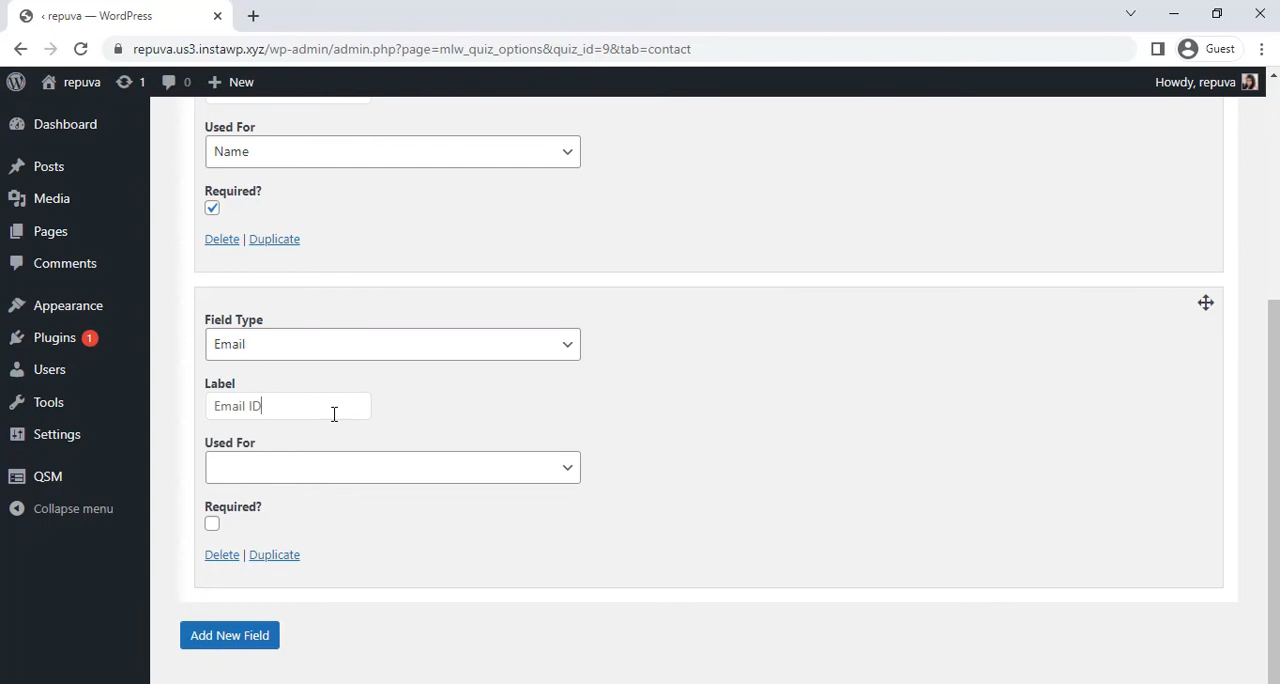 ‹ repuva — WordPress
repuva.us3.instawp.xyz/wp-admin/admin.php?page=mlw_quiz_options&quiz_id=9&tab=contact
Guest
repuva
1
0
New
Howdy, repuva
Dashboard
Posts
Media
Pages
Comments
Appearance
Plugins 1
Users
Tools
Settings
QSM
Collapse menu
Used For
Name
Required?
Delete | Duplicate
Field Type
Email
Label
Email ID
Used For
Required?
Delete | Duplicate
Add New Field